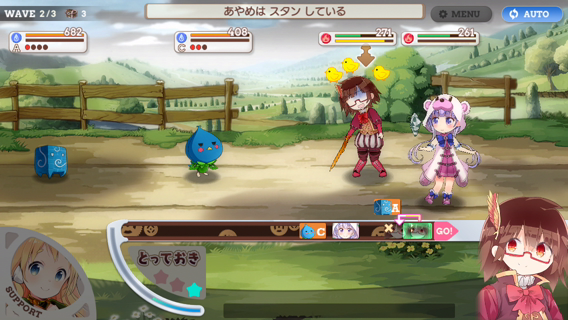 WAVE 2/3 3
あやめは スタン している
MENU
AUTO
682
A
408
C
271
261
A
C
GO!
とっておき
SUPPORT